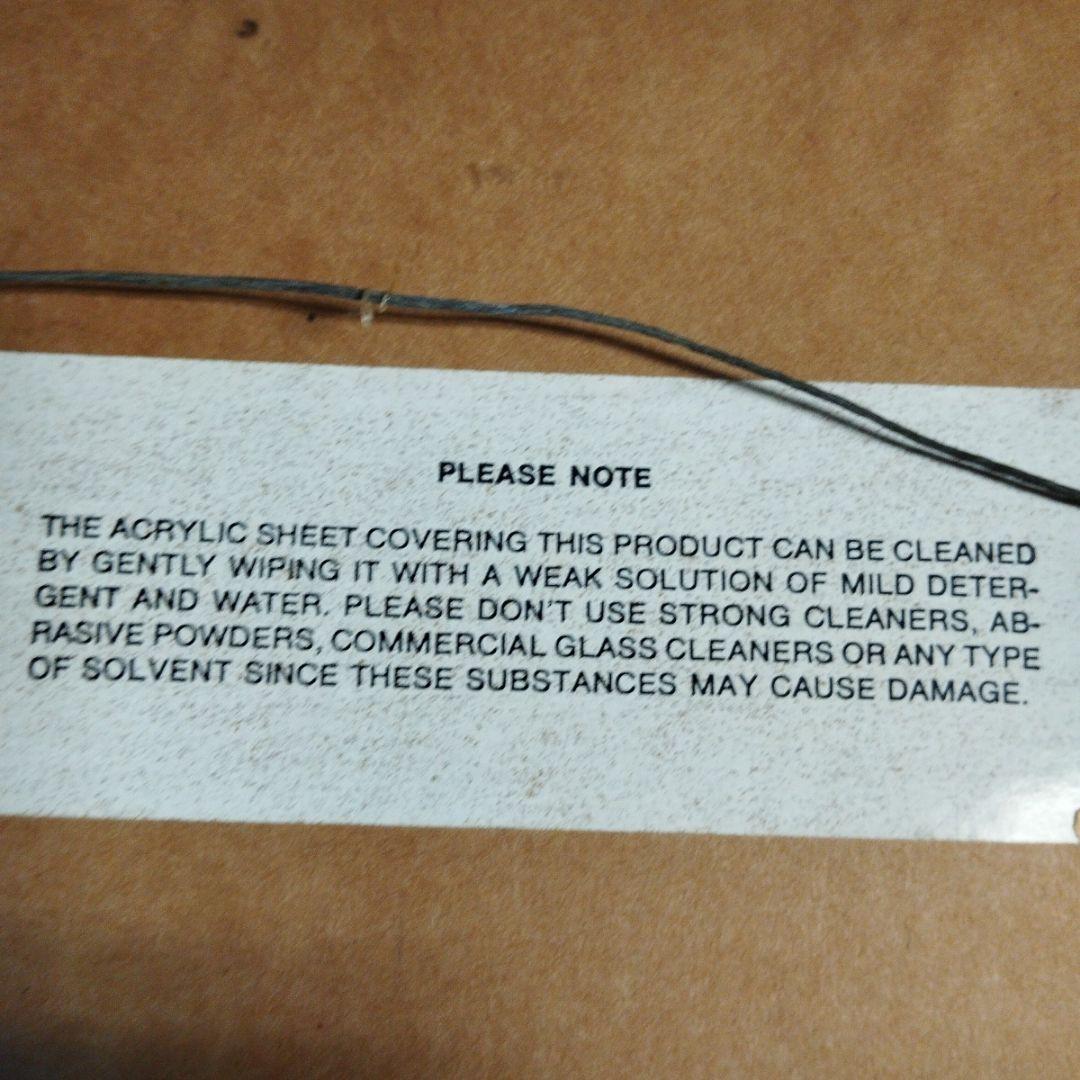 PLEASE NOTE
THE ACRYLIC SHEET COVERING THIS PRODUCT CAN BE CLEANED
BY GENTLY WIPING IT WITH A WEAK SOLUTION OF MILD DETER-
GENT AND WATER. PLEASE DON'T USE STRONG CLEANERS, AB-
RASIVE POWDERS, COMMERCIAL GLASS CLEANERS OR ANY TYPE
OF SOLVENT SINCE THESE SUBSTANCES MAY CAUSE DAMAGE.